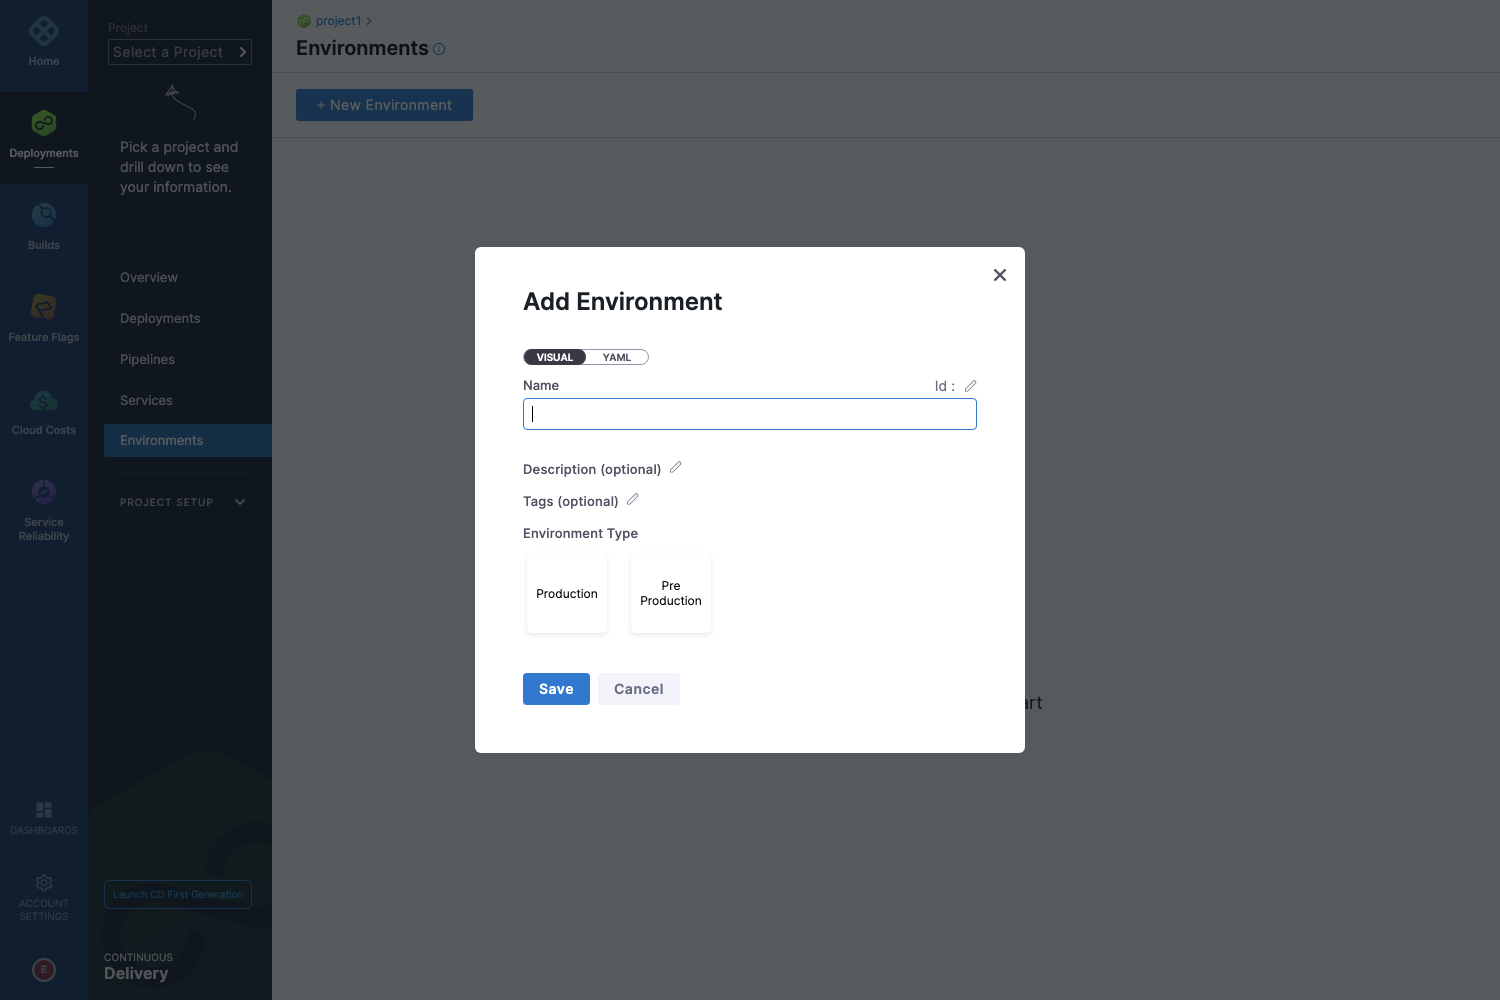 Home
Deployments
Builds
Feature Flags
Cloud Costs
Service
Reliability
DASHBOARDS
ACCOUNT
SETTINGS
E
Project
Select a Project
Pick a project and
drill down to see
your information.
Overview
Deployments
Pipelines
Services
Environments
PROJECT SETUP
Launch CD First Generation
CONTINUOUS
Delivery
project1
Environments
+ New Environment
Add Environment
VISUAL YAML
Name Id :
Description (optional)
Tags (optional)
Environment Type
Production
Pre
Production
Save Cancel